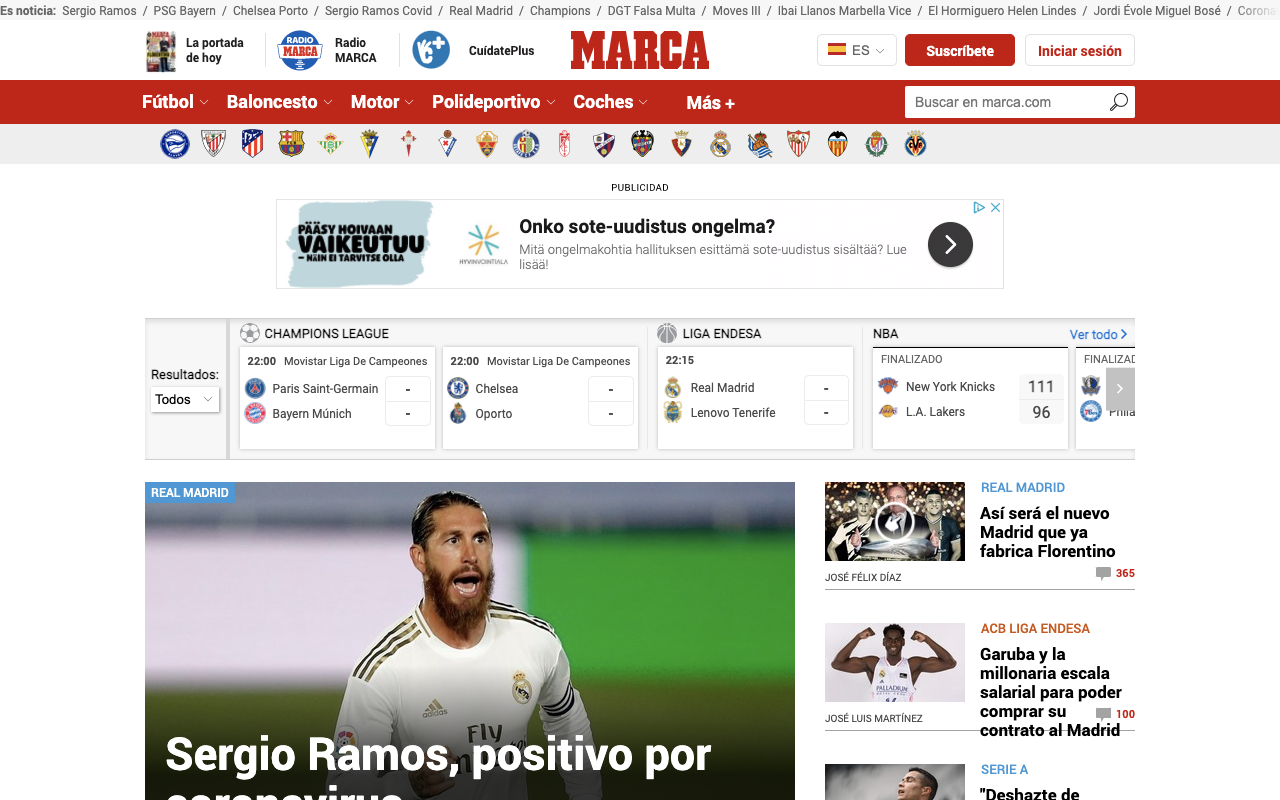 Es noticia: Sergio Ramos / PSG Bayern / Chelsea Porto / Sergio Ramos Covid / Real Madrid / Champions / DGT Falsa Multa / Moves III / Ibai Llanos Marbella Vice / El Hormiguero Helen Lindes / Jordi Évole Miguel Bosé / Corona
La portada
de hoy
RADIO
MARCA
Radio
MARCA
CuídatePlus
MARCA
ES
Suscríbete
Iniciar sesión
Fútbol
Baloncesto
Motor
Polideportivo
Coches
Más +
Buscar en marca.com
PUBLICIDAD
PÄÄSY HOIVAAN
VAIKEUTUU
– NÄIN EI TARVITSE OLLA
HYVINVOINTIALA
Onko sote-uudistus ongelma?
Mitä ongelmakohtia hallituksen esittämä sote-uudistus sisältää? Lue
lisää!
Resultados:
Todos
CHAMPIONS LEAGUE
22:00 Movistar Liga De Campeones
Paris Saint-Germain -
Bayern Múnich -
22:00 Movistar Liga De Campeones
Chelsea -
Oporto -
LIGA ENDESA
22:15
Real Madrid -
Lenovo Tenerife -
NBA
Ver todo
FINALIZADO
New York Knicks 111
L.A. Lakers 96
FINALIZAD
Phila
REAL MADRID
Fly
Sergio Ramos, positivo por
coronavirus
REAL MADRID
Así será el nuevo
Madrid que ya
fabrica Florentino
JOSÉ FÉLIX DÍAZ
365
ACB LIGA ENDESA
Garuba y la
millonaria escala
salarial para poder
comprar su
contrato al Madrid
PALLADIUM
JOSÉ LUIS MARTÍNEZ
100
SERIE A
"Deshazte de